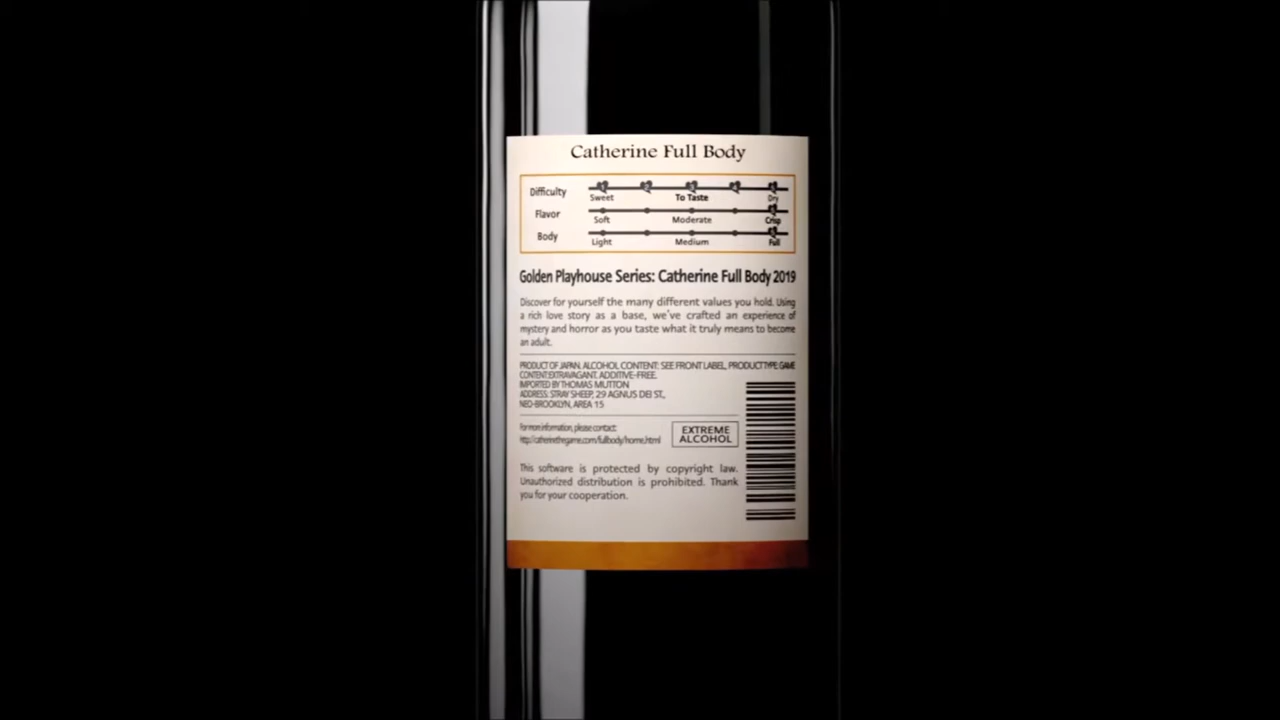 Catherine Full Body
Difficulty
Sweet To Taste Dry
Flavor
Soft Moderate Crisp
Body
Light Medium Full
Golden Playhouse Series: Catherine Full Body 2019
Discover for yourself the many different values you hold. Using
a rich love story as a base, we've crafted an experience of
mystery and horror as you taste what it truly means to become
an adult.
PRODUCT OF JAPAN, ALCOHOL CONTENT: SEE FRONT LABEL, PRODUCT TYPE: GAME
CONTENT:EXTRAVAGANT, ADDITIVE-FREE,
IMPORTED BY THOMAS MUTTON
ADDRESS: STRAY SHEEP, 29 AGNUS DEI ST.,
NEO-BROOKLYN, AREA 15
For more information, please contact:
http://catherinethegame.com/fullbody/home.html
EXTREME
ALCOHOL
This software is protected by copyright law.
Unauthorized distribution is prohibited. Thank
you for your cooperation.